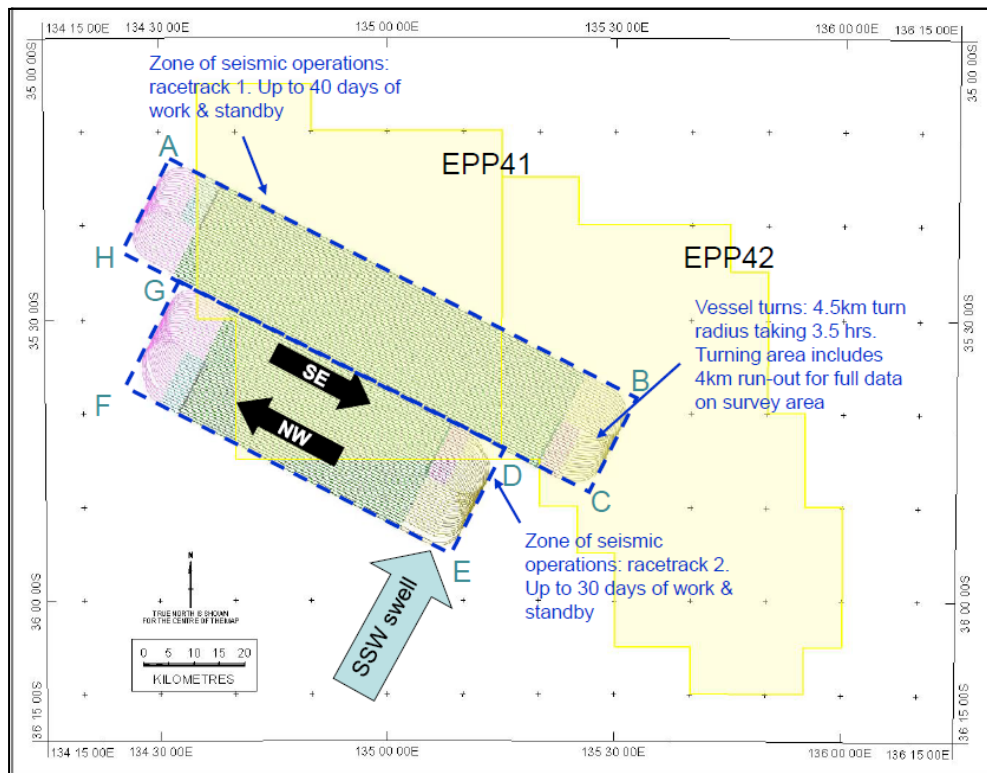 134 15 00E
134 30 00E
135 00 00E
135 30 00E
136 00 00E
136 15 00E
35 00 00S
35 00 00S
Zone of seismic operations:
racetrack 1. Up to 40 days of
work & standby
A
EPP41
EPP42
H
G
Vessel turns: 4.5km turn
radius taking 3.5 hrs.
Turning area includes
4km run-out for full data
on survey area
35 30 00S
35 30 00S
SE
B
F
NW
D
C
Zone of seismic
operations: racetrack 2.
Up to 30 days of work &
standby
E
SSW swell
N
TRUE NORTH IS SHOWN
FOR THE CENTRE OF THE MAP
36 00 00S
36 00 00S
0 5 10 15 20
KILOMETRES
36 15 00S
36 15 00S
134 15 00E
134 30 00E
135 00 00E
135 30 00E
136 00 00E
136 15 00E